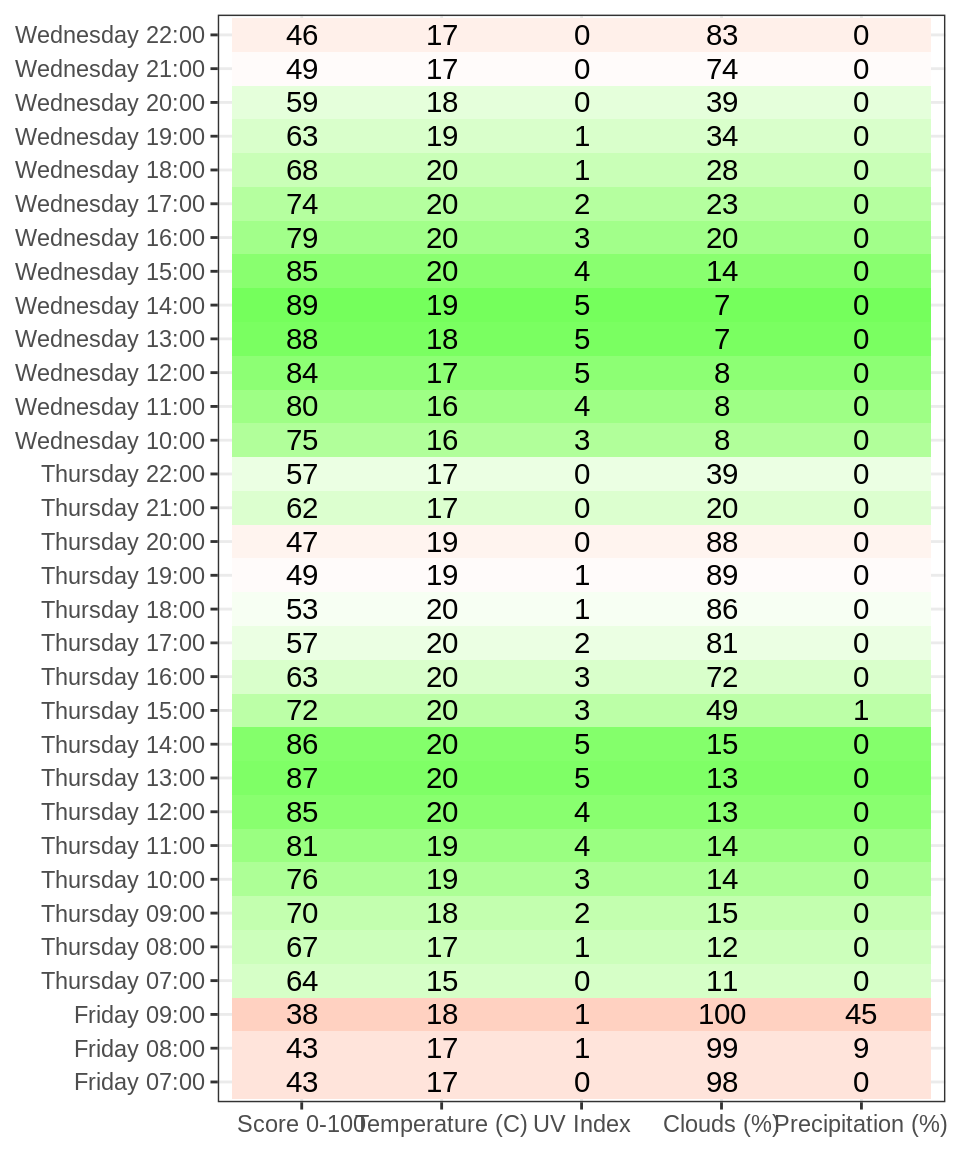 Wednesday 22:00 46 17 0 83 0
Wednesday 21:00 49 17 0 74 0
Wednesday 20:00 59 18 0 39 0
Wednesday 19:00 63 19 1 34 0
Wednesday 18:00 68 20 1 28 0
Wednesday 17:00 74 20 2 23 0
Wednesday 16:00 79 20 3 20 0
Wednesday 15:00 85 20 4 14 0
Wednesday 14:00 89 19 5 7 0
Wednesday 13:00 88 18 5 7 0
Wednesday 12:00 84 17 5 8 0
Wednesday 11:00 80 16 4 8 0
Wednesday 10:00 75 16 3 8 0
Thursday 22:00 57 17 0 39 0
Thursday 21:00 62 17 0 20 0
Thursday 20:00 47 19 0 88 0
Thursday 19:00 49 19 1 89 0
Thursday 18:00 53 20 1 86 0
Thursday 17:00 57 20 2 81 0
Thursday 16:00 63 20 3 72 0
Thursday 15:00 72 20 3 49 1
Thursday 14:00 86 20 5 15 0
Thursday 13:00 87 20 5 13 0
Thursday 12:00 85 20 4 13 0
Thursday 11:00 81 19 4 14 0
Thursday 10:00 76 19 3 14 0
Thursday 09:00 70 18 2 15 0
Thursday 08:00 67 17 1 12 0
Thursday 07:00 64 15 0 11 0
Friday 09:00 38 18 1 100 45
Friday 08:00 43 17 1 99 9
Friday 07:00 43 17 0 98 0
Score 0-100 Temperature (C) UV Index Clouds (%) Precipitation (%)